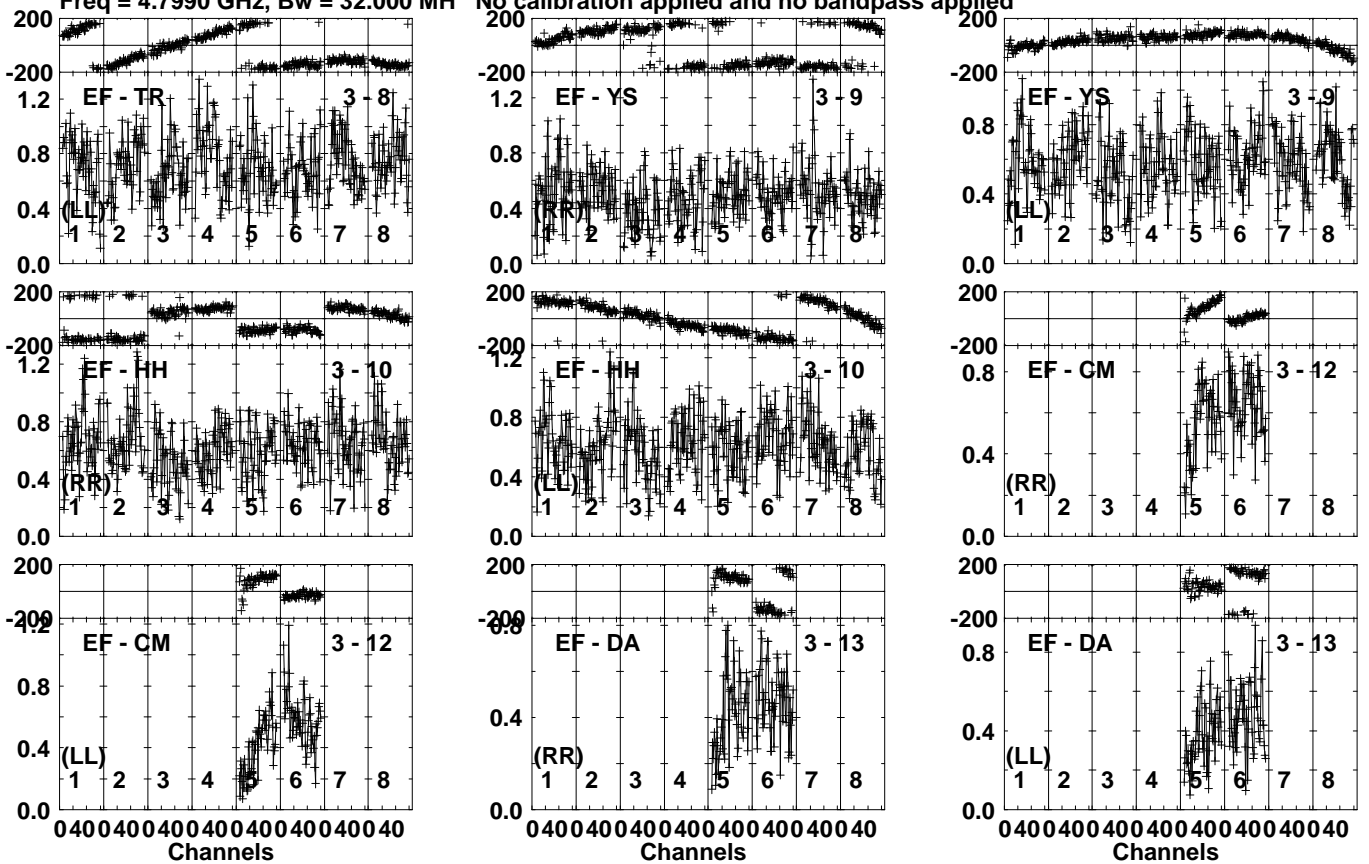 Freq = 4.7990 GHz, Bw = 32.000 MH No calibration applied and no bandpass applied
200 200 200
-200 -200 -200
EF - TR 3 - 8 EF - YS 3 - 9 EF - YS 3 - 9
1.2 1.2
0.8 0.8 0.8
0.4 0.4 0.4
(LL) (RR) (LL)
1 2 3 4 5 6 7 8 1 2 3 4 5 6 7 8 1 2 3 4 5 6 7 8
0.0 0.0 0.0
200 200 200
-200 -200 -200
1.2 EF - HH 3 - 10 1.2 EF - HH 3 - 10 0.8 EF - CM 3 - 12
0.8 0.8
0.4 0.4 0.4
(RR) (LL) (RR)
1 2 3 4 5 6 7 8 1 2 3 4 5 6 7 8 1 2 3 4 5 6 7 8
0.0 0.0 0.0
200 200 200
-200 -200 -200
1.2 EF - CM 3 - 12 0.8 EF - DA 3 - 13 0.8 EF - DA 3 - 13
0.8
0.4 0.4 0.4
(LL) (RR) (LL)
1 2 3 4 5 6 7 8 1 2 3 4 5 6 7 8 1 2 3 4 5 6 7 8
0.0 0.0 0.0
0 40 0 40 0 40 0 40 0 40 0 40 0 40 0 40 0 40 0 40 0 40 0 40 0 40 0 40 0 40 0 40 0 40 0 40 0 40 0 40 0 40 0 40 0 40 0 40
Channels Channels Channels